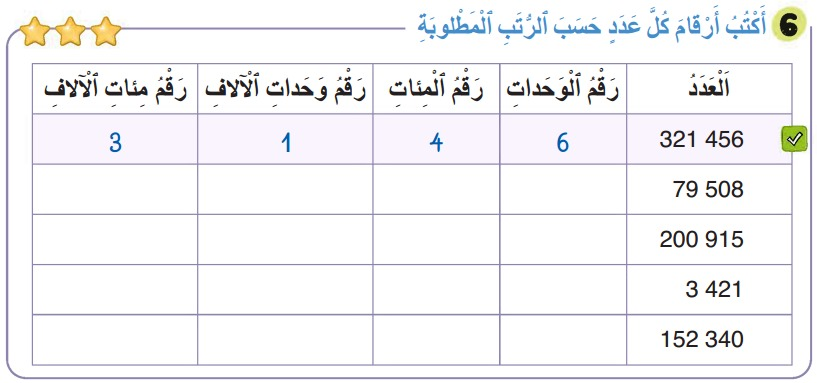 6 أَكْتُبُ أَرْقامَ كُلَّ عَدَدٍ حَسَبَ ٱلرُّتَبِ ٱلْمَطْلوبَةِ
اَلْعَدَدُ رَقْمُ ٱلْوَحَداتِ رَقْمُ ٱلْمِئاتِ رَقْمُ وَحَداتِ ٱلْآلافِ رَقْمُ مِئاتِ ٱلْآلافِ
321 456 6 4 1 3
79 508
200 915
3 421
152 340